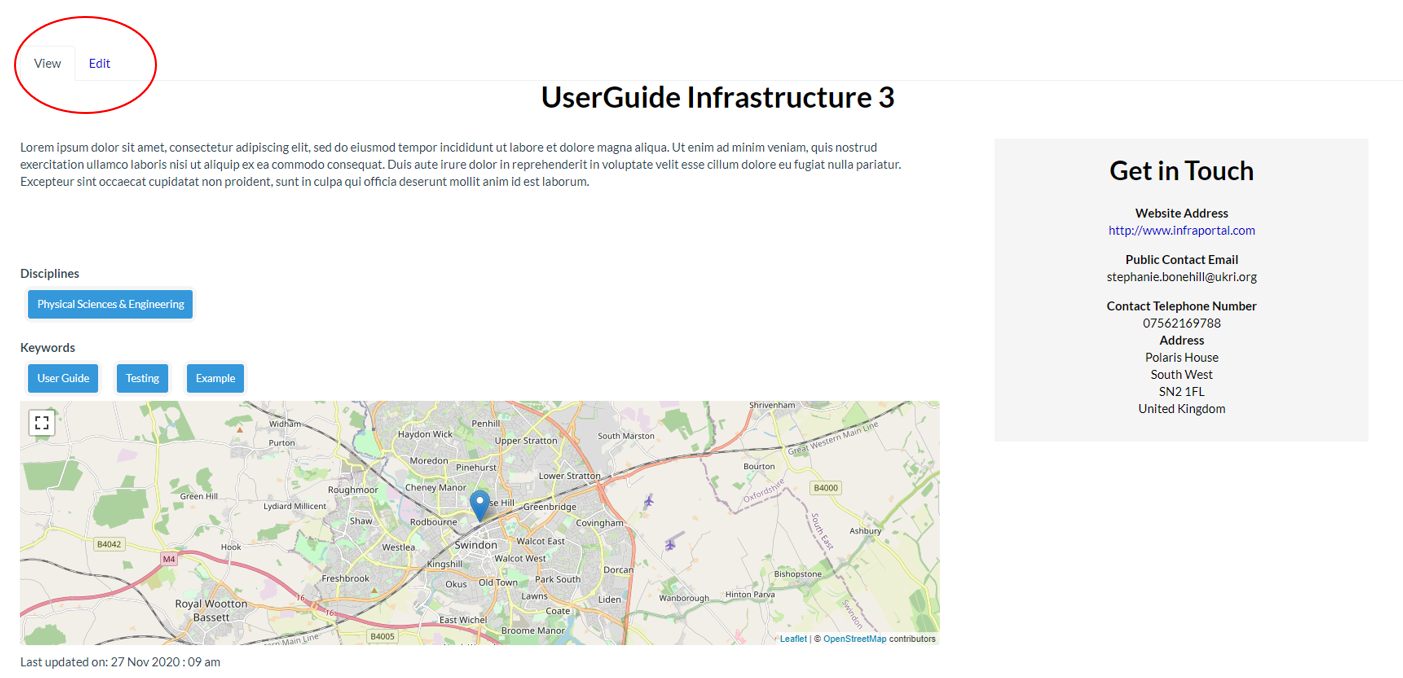 View
Edit
UserGuide Infrastructure 3
Lorem ipsum dolor sit amet, consectetur adipiscing elit, sed do eiusmod tempor incididunt ut labore et dolore magna aliqua. Ut enim ad minim veniam, quis nostrud
exercitation ullamco laboris nisi ut aliquip ex ea commodo consequat. Duis aute irure dolor in reprehenderit in voluptate velit esse cillum dolore eu fugiat nulla pariatur.
Excepteur sint occaecat cupidatat non proident, sunt in culpa qui officia deserunt mollit anim id est laborum.
Disciplines
Physical Sciences & Engineering
Keywords
User Guide
Testing
Example
Shrivenham
Widham
Penhill
Purton
Haydon Wick
Upper Stratton
South Marston
Great Western Main Line
Moredon
Pinehurst
Bourton
Lower Stratton
Cheney Manor
Roughmoor
B4000
Oxfordshire
Green Hill
Lydiard Millicent
Greenbridge
Shaw
Rodbourne
Covingham
South East
Ashbury
B4042
Hook
Westlea
Swindon
Walcot East
M4
Walcot West
Kingshill
Dorcan
Bishopstone
Freshbrook
Okus
Old Town
Park South
Hinton Parva
16
16
Lawns
Liden
Wanborough
Royal Wootton
Bassett
Coate
Swindon
East Wichel
Broome Manor
B4005
ern Main Line
Leaflet | © OpenStreetMap contributors
Last updated on: 27 Nov 2020 : 09 am
Get in Touch
Website Address
http://www.infraportal.com
Public Contact Email
stephanie.bonehill@ukri.org
Contact Telephone Number
07562169788
Address
Polaris House
South West
SN2 1FL
United Kingdom